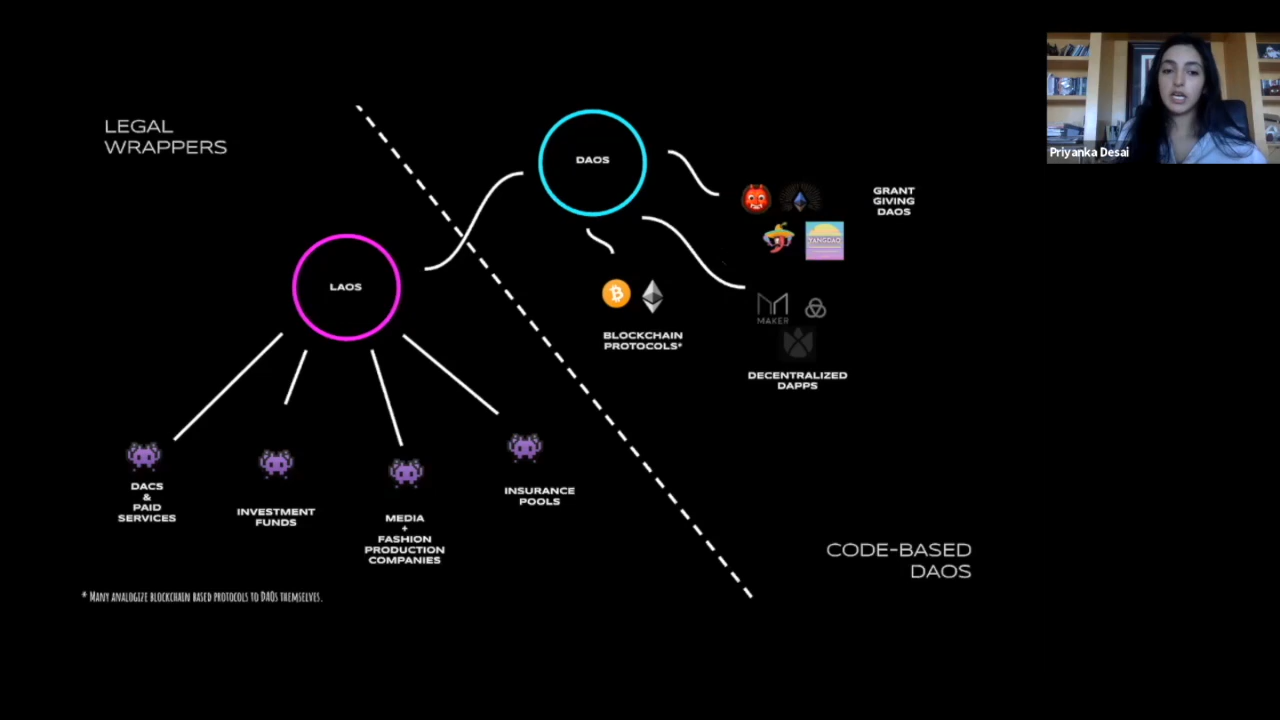 LEGAL
WRAPPERS
DAOS
LAOS
GRANT
GIVING
DAOS
YANGDAO
MAKER
BLOCKCHAIN
PROTOCOLS*
DECENTRALIZED
DAPPS
DACS
&
PAID
SERVICES
INVESTMENT
FUNDS
MEDIA
+
FASHION
PRODUCTION
COMPANIES
INSURANCE
POOLS
CODE-BASED
DAOS
* MANY ANALOGIZE BLOCKCHAIN BASED PROTOCOLS TO DAOS THEMSELVES.
Priyanka Desai